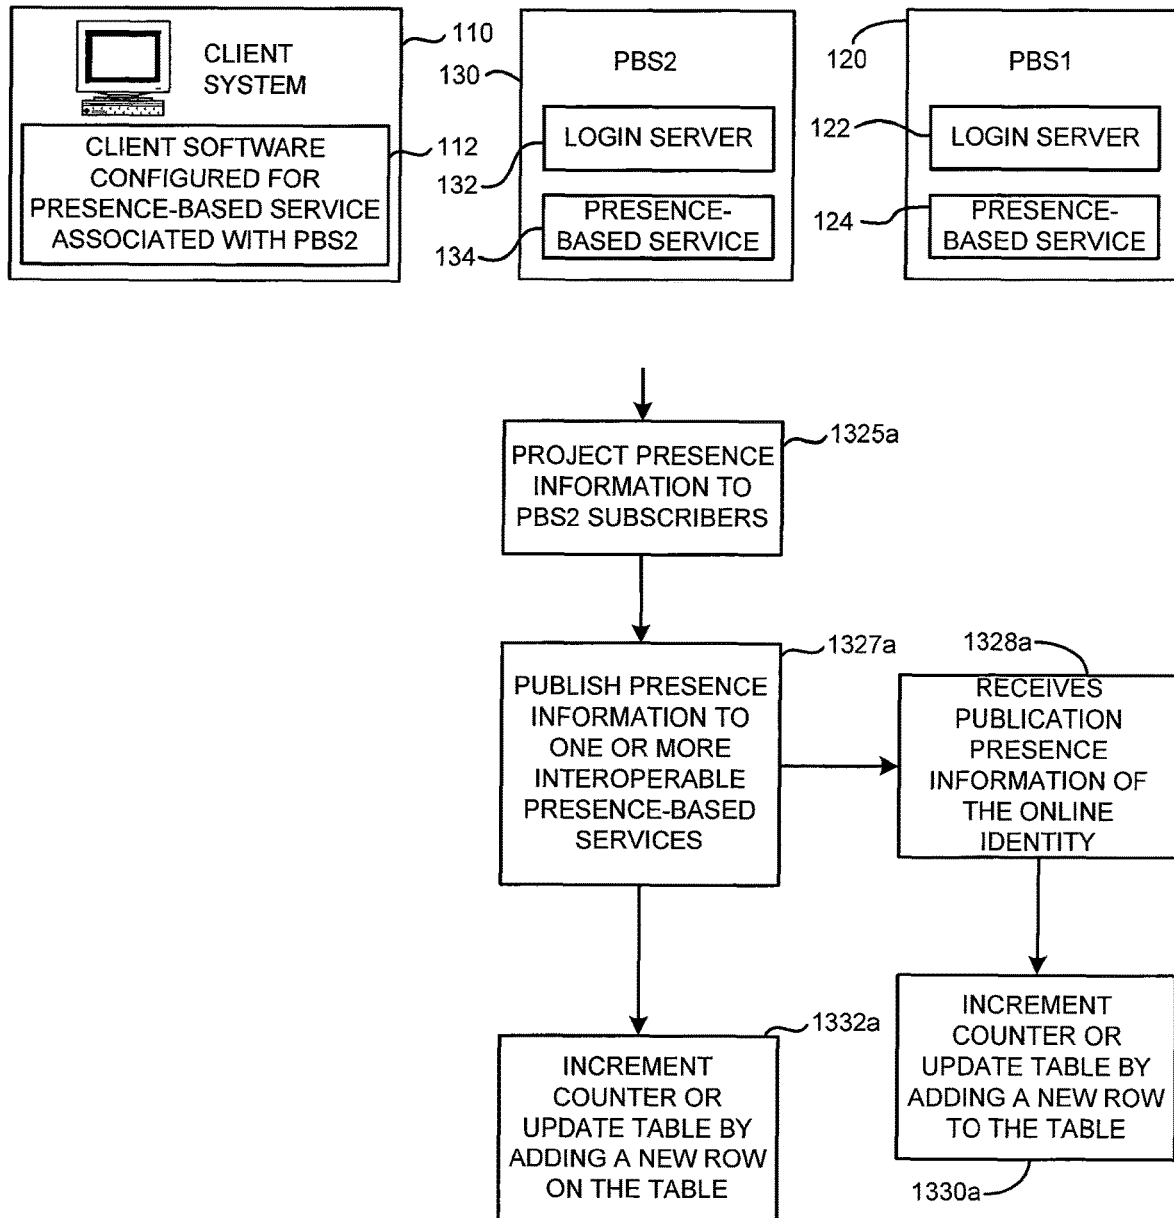 CLIENT
SYSTEM
110
CLIENT SOFTWARE
CONFIGURED FOR
PRESENCE-BASED SERVICE
ASSOCIATED WITH PBS2
112
130
PBS2
LOGIN SERVER
132
PRESENCE-
BASED SERVICE
134
120
PBS1
122
LOGIN SERVER
124
PRESENCE-
BASED SERVICE
1325a
PROJECT PRESENCE
INFORMATION TO
PBS2 SUBSCRIBERS
1327a
PUBLISH PRESENCE
INFORMATION TO
ONE OR MORE
INTEROPERABLE
PRESENCE-BASED
SERVICES
1328a
RECEIVES
PUBLICATION
PRESENCE
INFORMATION OF
THE ONLINE
IDENTITY
1332a
INCREMENT
COUNTER OR
UPDATE TABLE BY
ADDING A NEW ROW
ON THE TABLE
INCREMENT
COUNTER OR
UPDATE TABLE BY
ADDING A NEW ROW
TO THE TABLE
1330a